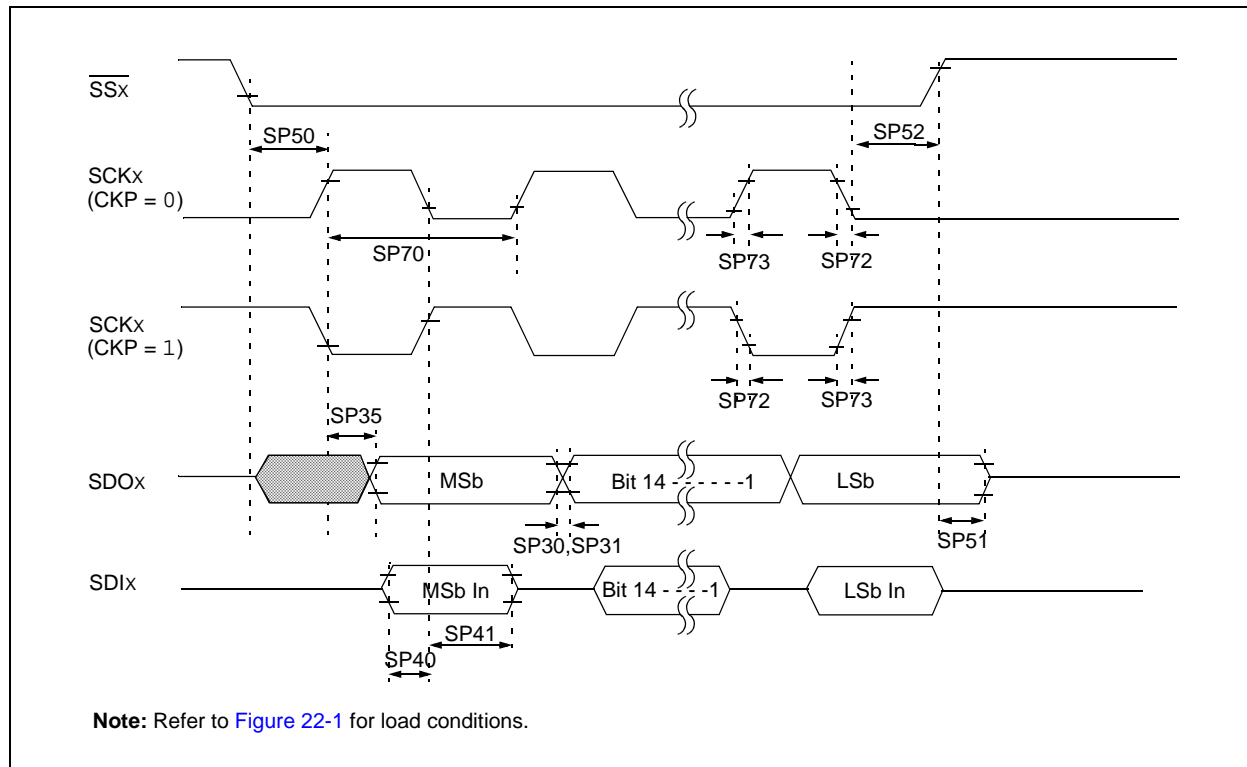 SSX
SP50
SP52
SCKX
(CKP = 0)
SP70
SP73
SP72
SCKX
(CKP = 1)
SP72
SP73
SP35
SDOX
MSb
Bit 14 - - - - - -1
LSb
SP30,SP31
SP51
SDIX
MSb In
Bit 14 - - - -1
LSb In
SP41
SP40
Note: Refer to Figure 22-1 for load conditions.